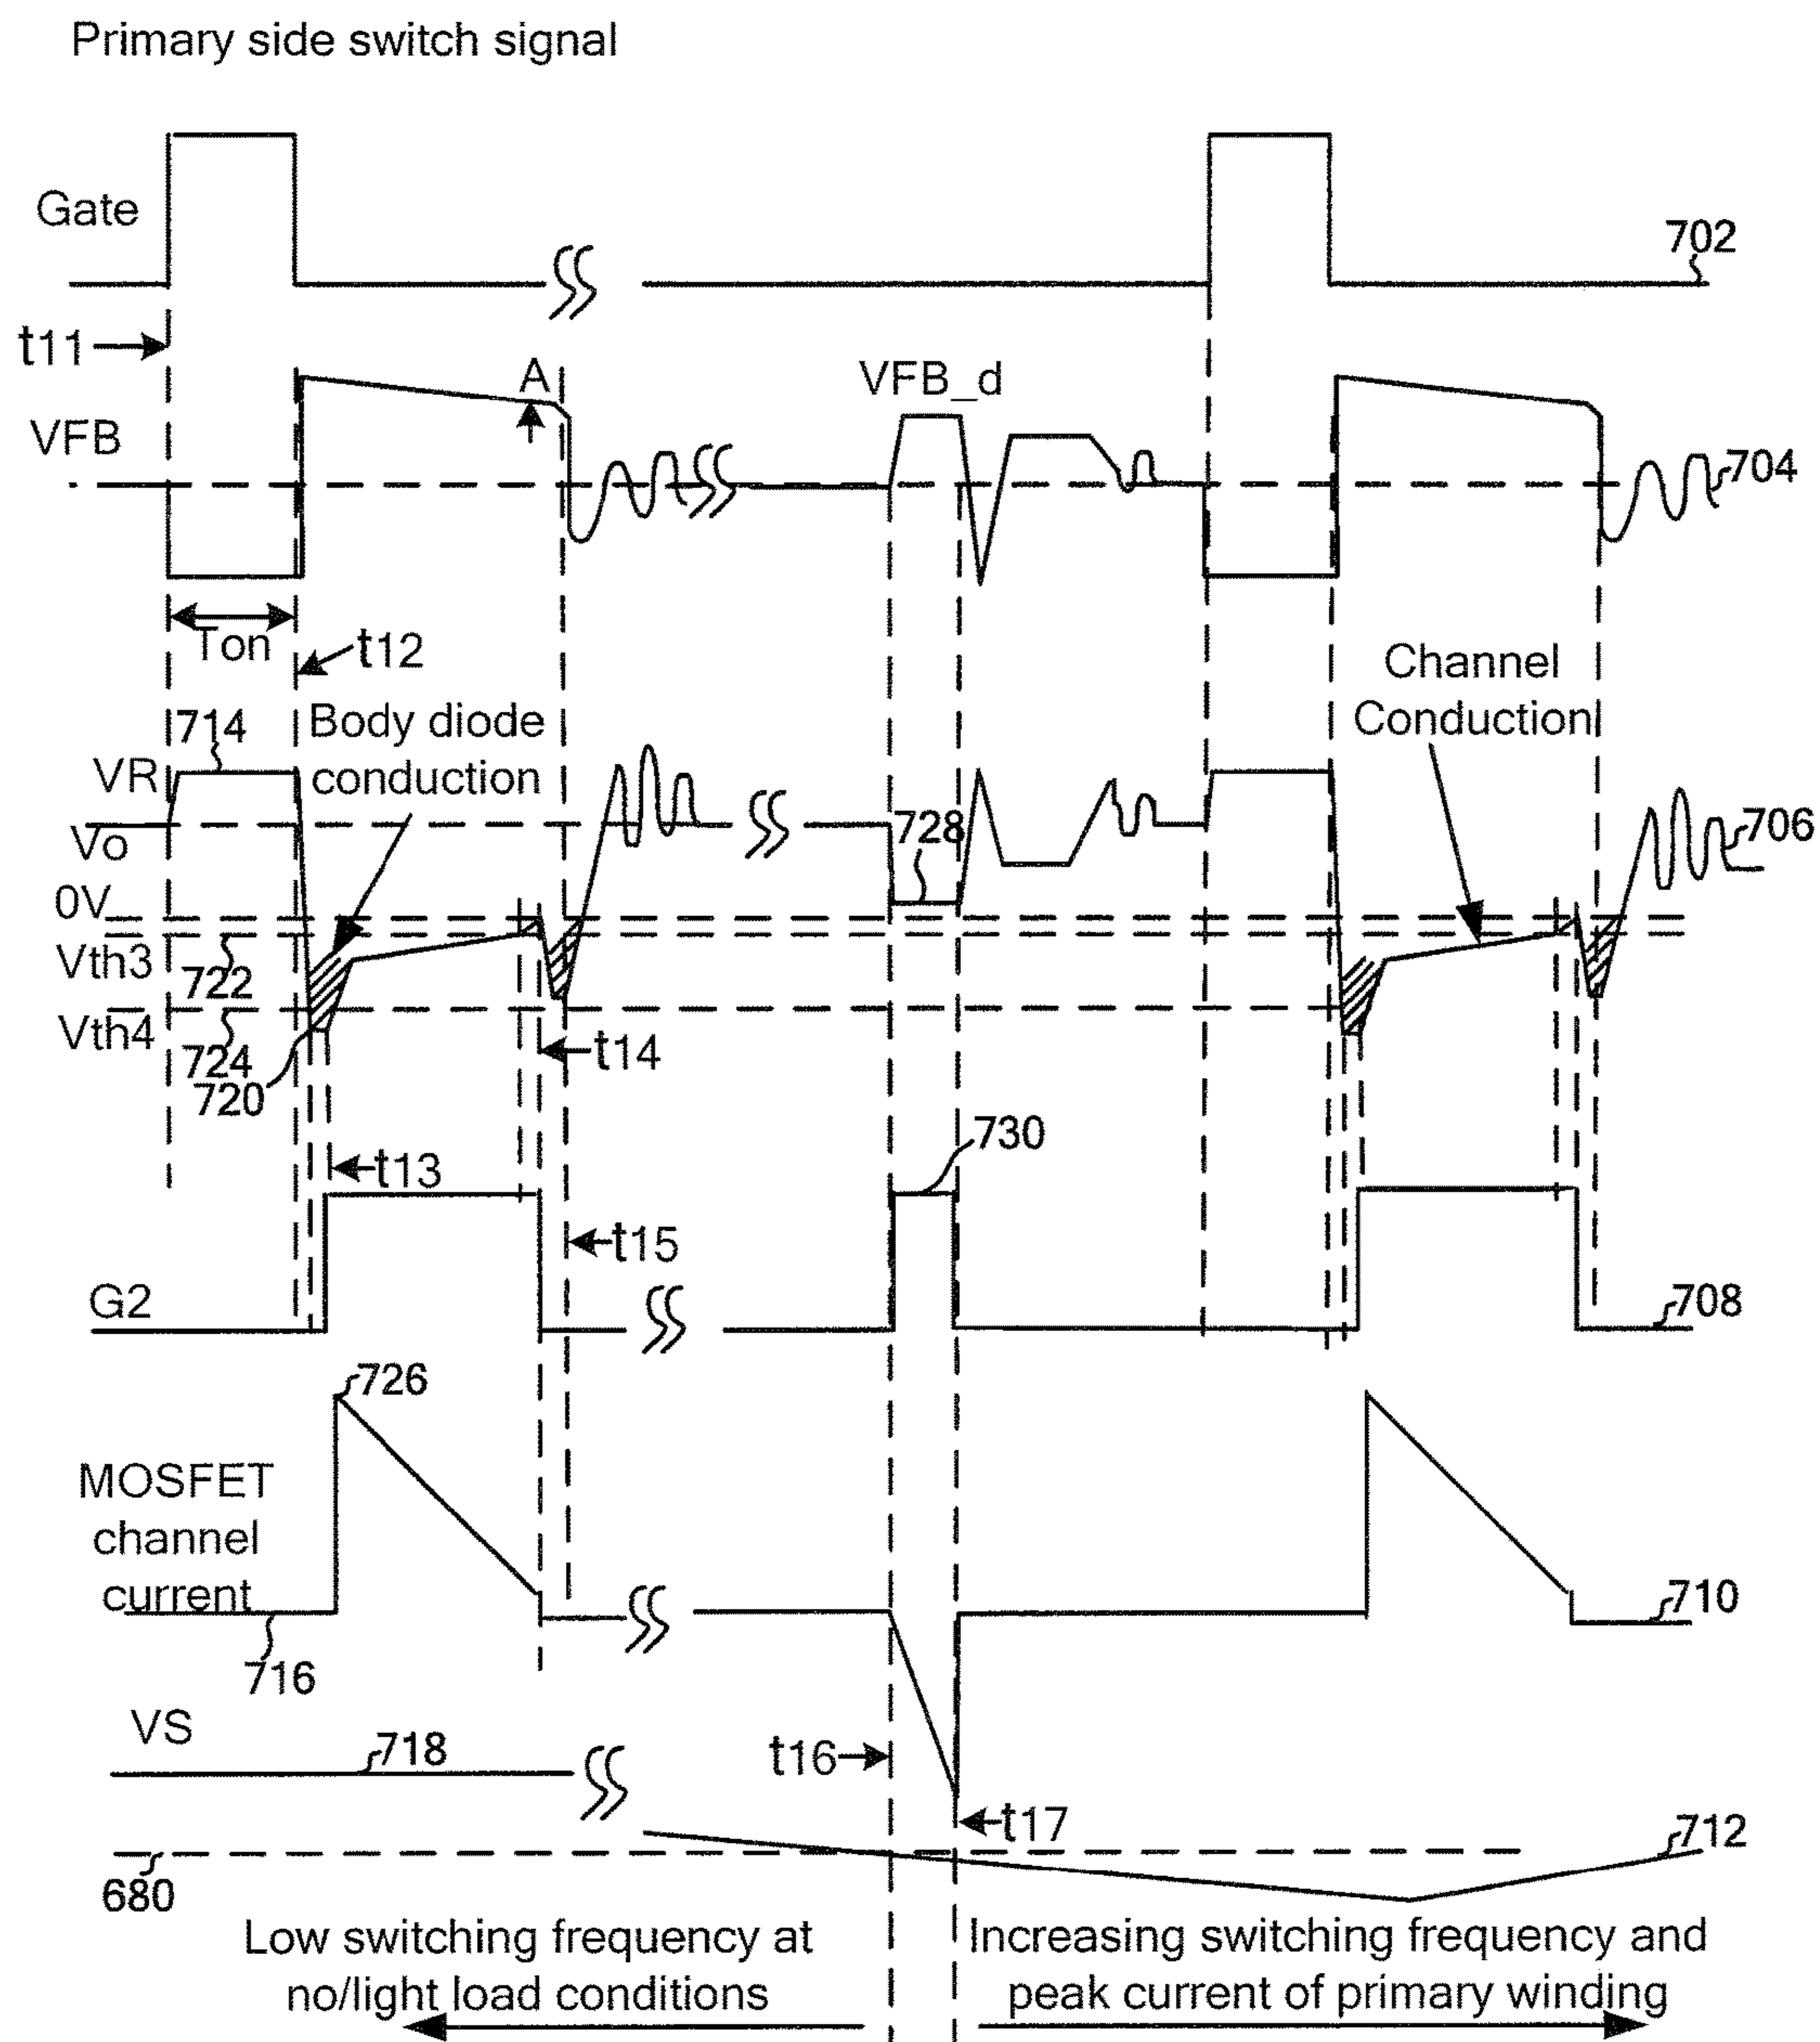 Primary side switch signal
Gate
702
t11
A
VFB_d
VFB
704
Ton
t12
Channel
Conduction
714
Body diode
conduction
VR
Vo
728
706
0V
Vth3
722
Vth4
724
t14
720
730
t13
t15
G2
708
726
MOSFET
channel
current
710
716
VS
718
t16
t17
712
680
Low switching frequency at
no/light load conditions
Increasing switching frequency and
peak current of primary winding